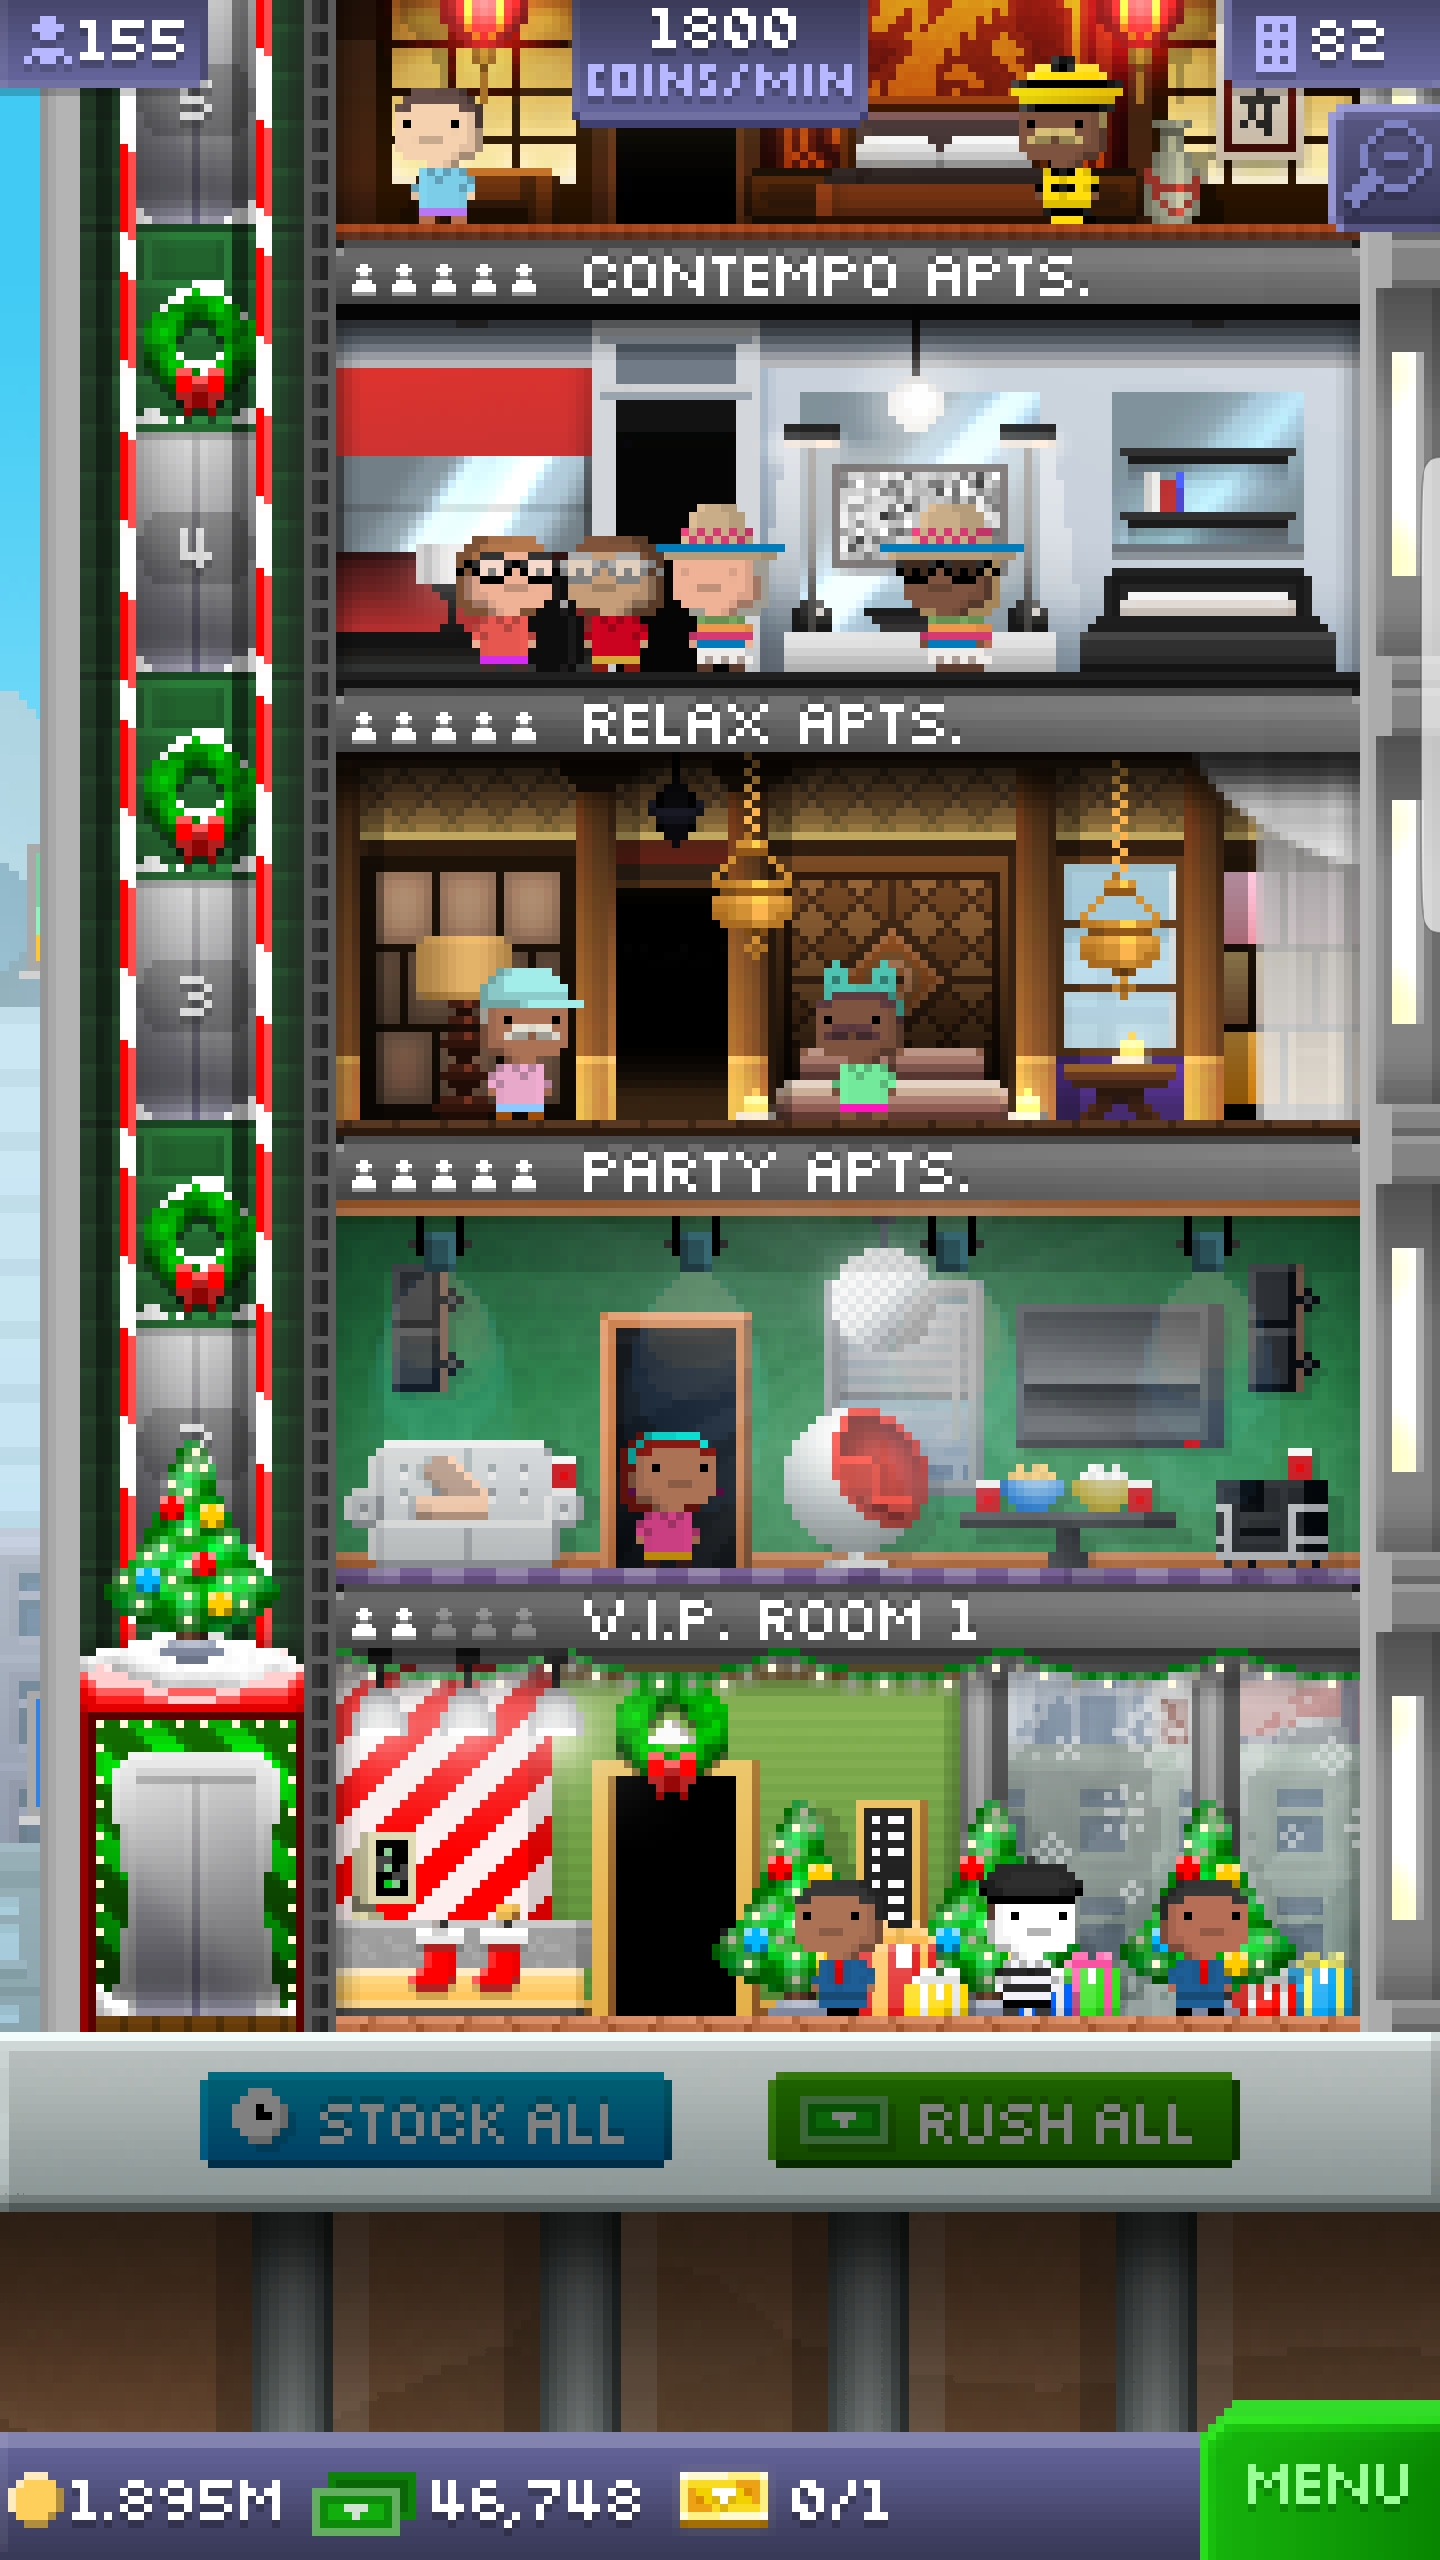 155
1800
COINS/MIN
82
5
CONTEMPO APTS.
4
RELAX APTS.
3
PARTY APTS.
2
V.I.P. ROOM 1
STOCK ALL
RUSH ALL
1.895M
46,748
0/1
MENU